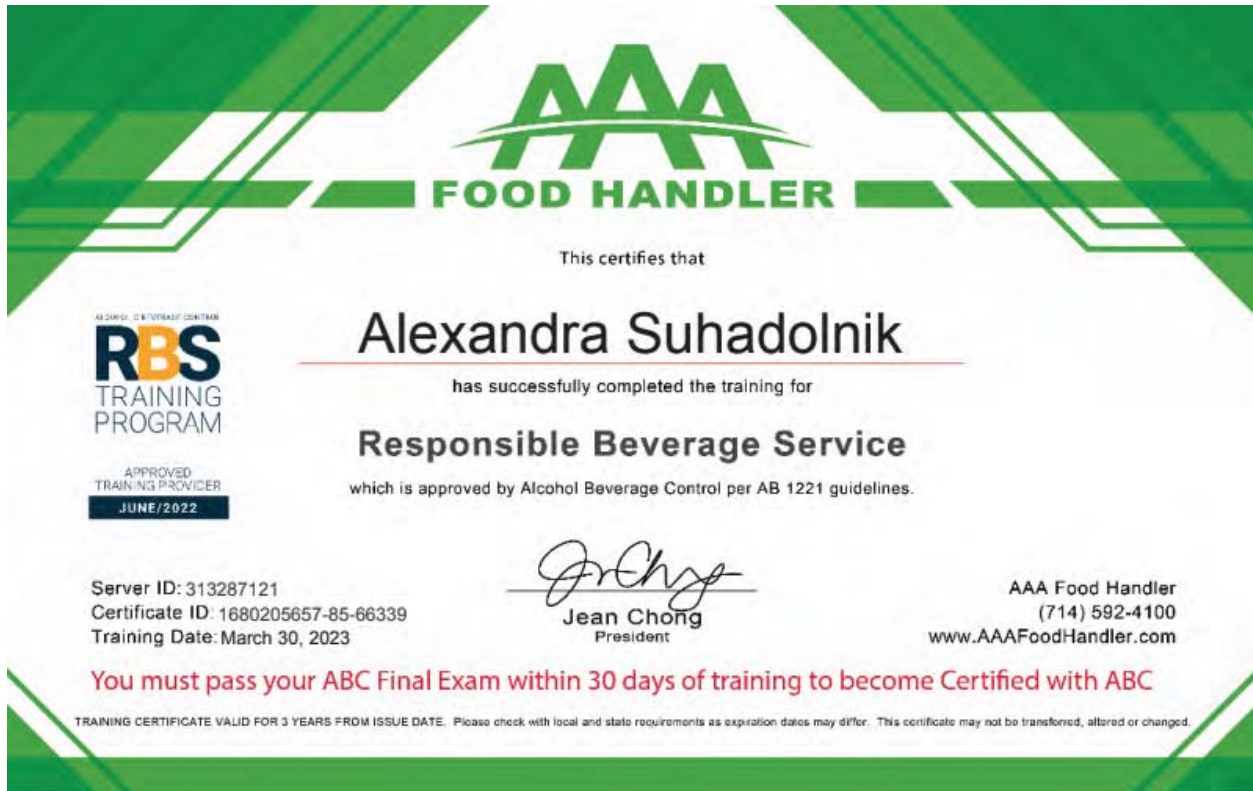 AAA
FOOD HANDLER
This certifies that
Alexandra Suhadolnik
has successfully completed the training for
Responsible Beverage Service
which is approved by Alcohol Beverage Control per AB 1221 guidelines.
ALCOHOLIC BEVERAGE CONTROL
RBS
TRAINING
PROGRAM
APPROVED
TRAINING PROVIDER
JUNE/2022
Server ID: 313287121
Certificate ID: 1680205657-85-66339
Training Date: March 30, 2023
Jean Chong
President
AAA Food Handler
(714) 592-4100
www.AAAFoodHandler.com
You must pass your ABC Final Exam within 30 days of training to become Certified with ABC
TRAINING CERTIFICATE VALID FOR 3 YEARS FROM ISSUE DATE. Please check with local and state requirements as expiration dates may differ. This certificate may not be transferred, altered or changed.